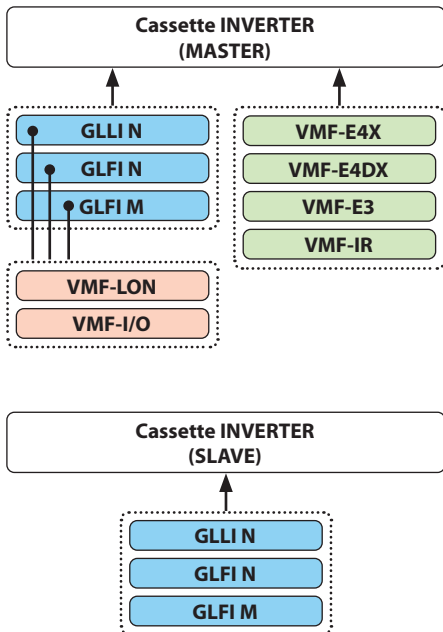 Cassette INVERTER
(MASTER)
GLLI N
GLFI N
GLFI M
VMF-E4X
VMF-E4DX
VMF-E3
VMF-IR
VMF-LON
VMF-I/O
Cassette INVERTER
(SLAVE)
GLLI N
GLFI N
GLFI M